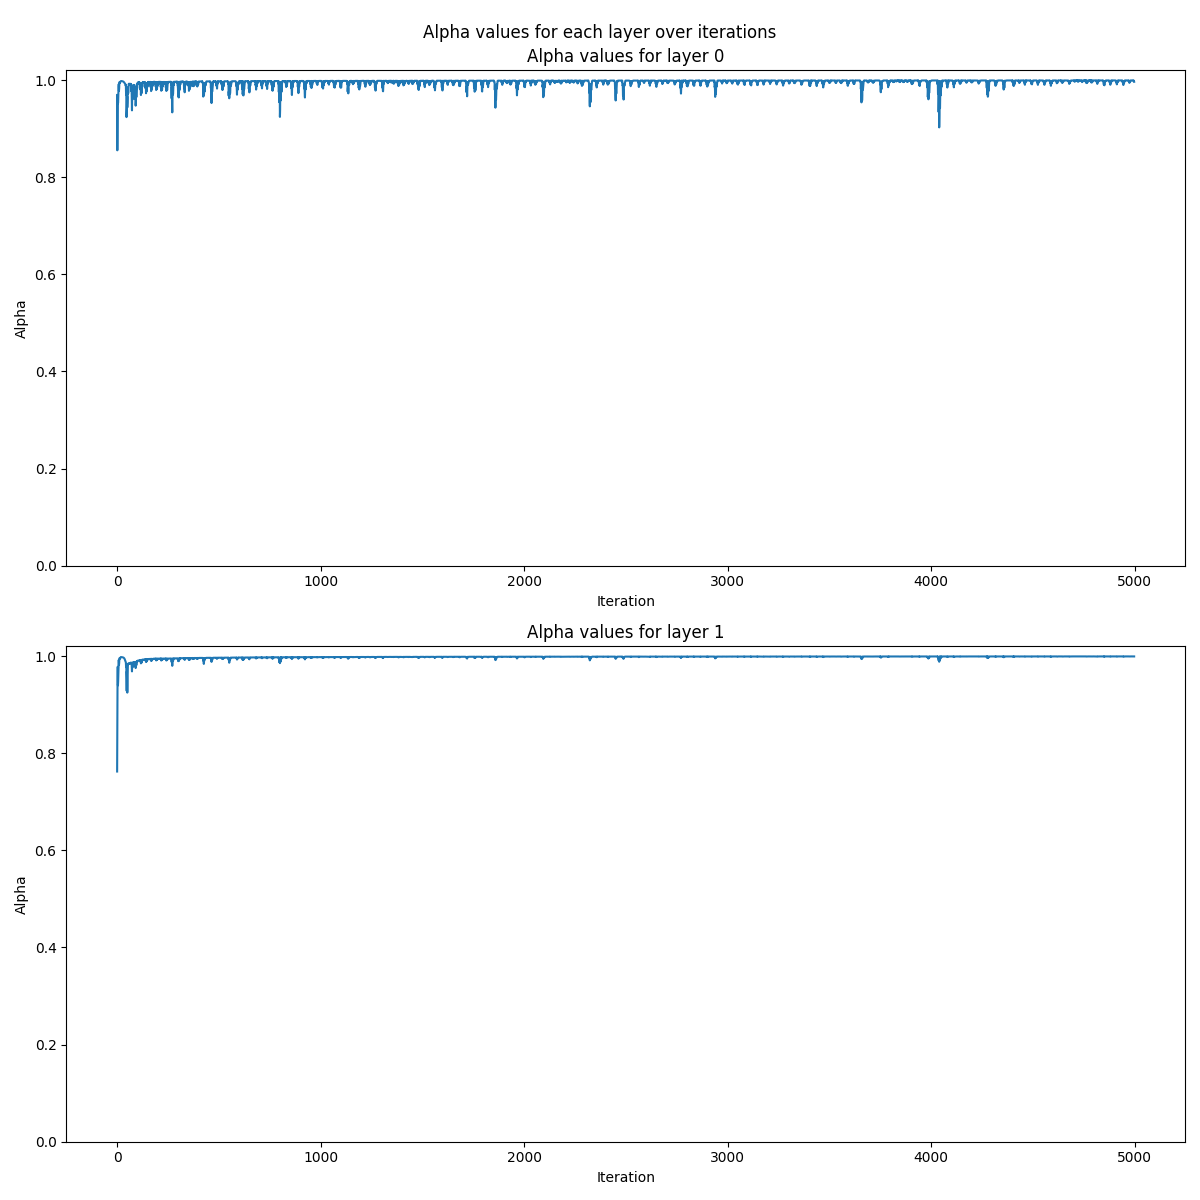 Alpha values for each layer over iterations
Alpha values for layer 0
1.0
0.8
0.6
0.4
0.2
0.0
Alpha
0 1000 2000 3000 4000 5000
Iteration
Alpha values for layer 1
1.0
0.8
0.6
0.4
0.2
0.0
Alpha
0 1000 2000 3000 4000 5000
Iteration